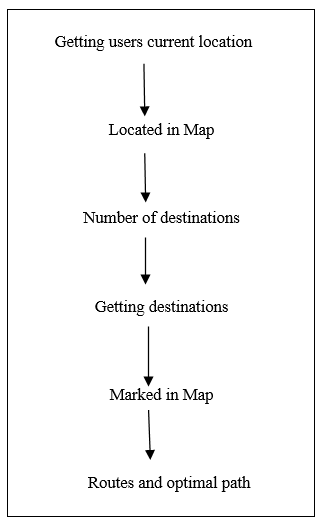 Getting users current location
Located in Map
Number of destinations
Getting destinations
Marked in Map
Routes and optimal path